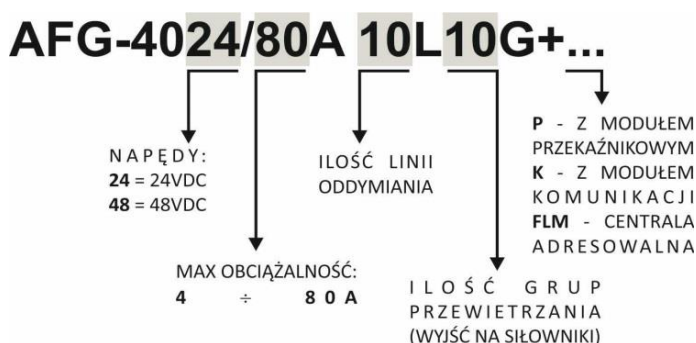 AFG-4024/80A 10L10G+...
NAPĘDY:
24 = 24VDC
48 = 48VDC
MAX OBCIĄŻALNOŚĆ:
4 ÷ 80A
ILOŚĆ LINII
ODDYMIANIA
ILOŚĆ GRUP
PRZEWIETRZANIA
(WYJŚĆ NA SIŁOWNIKI)
P - Z MODUŁEM
PRZEKAŹNIKOWYM
K - Z MODUŁEM
KOMUNIKACJI
FLM - CENTRALA
ADRESOWALNA